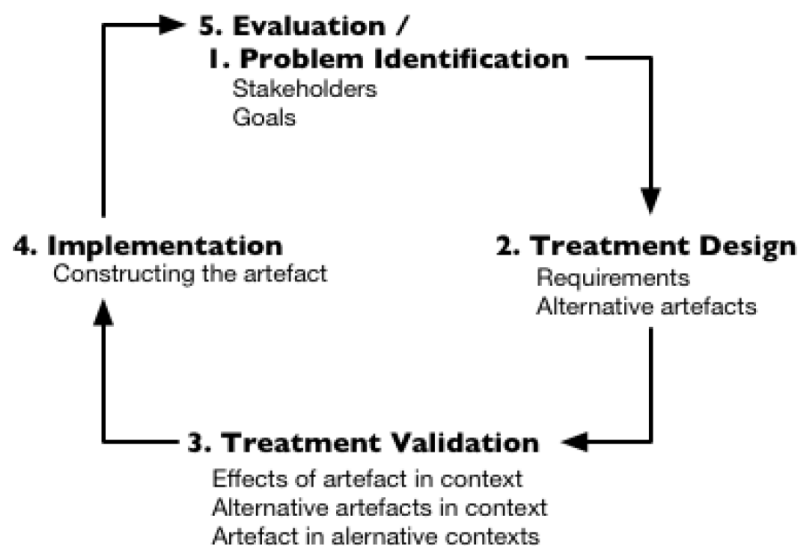 5. Evaluation /
1. Problem Identification
Stakeholders
Goals
2. Treatment Design
Requirements
Alternative artefacts
3. Treatment Validation
Effects of artefact in context
Alternative artefacts in context
Artefact in alernative contexts
4. Implementation
Constructing the artefact